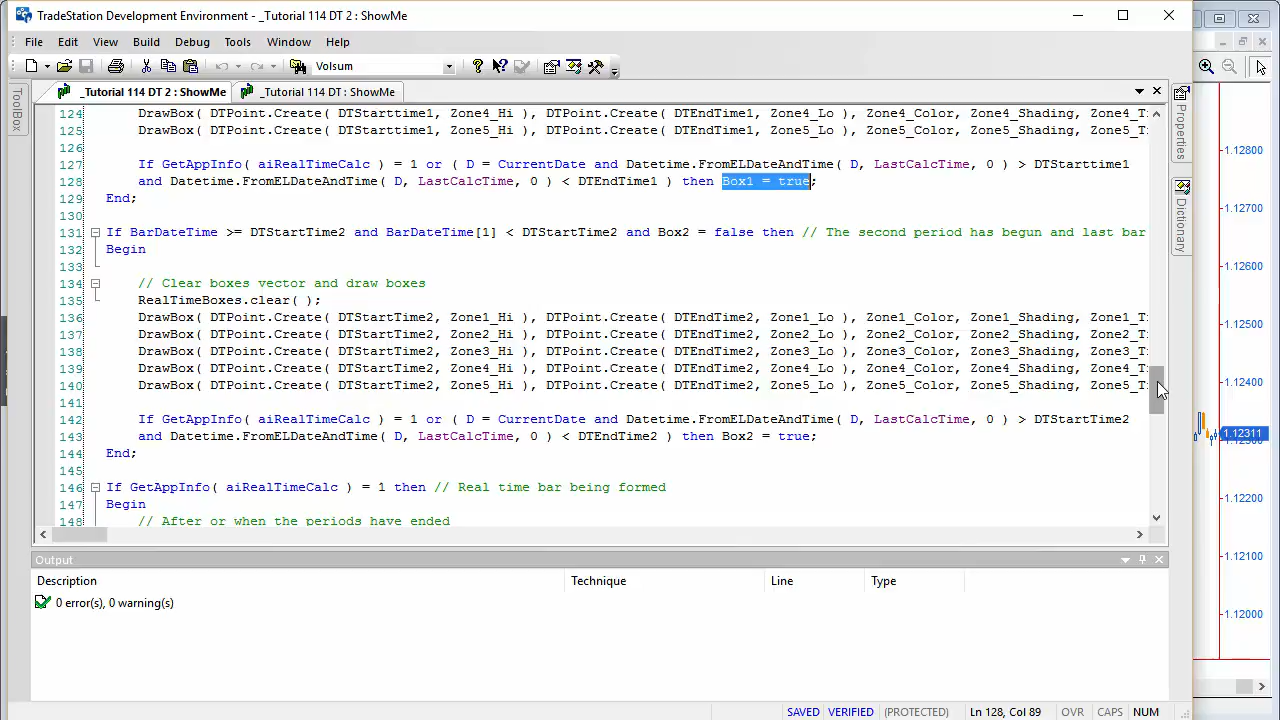 TradeStation Development Environment - _Tutorial 114 DT 2 : ShowMe
File Edit View Build Debug Tools Window Help
Volsum
_Tutorial 114 DT 2 : ShowMe _Tutorial 114 DT : ShowMe
ToolBox
Properties
Dictionary
124 DrawBox( DTPoint.Create( DTStarttime1, Zone4_Hi ), DTPoint.Create( DTEndTime1, Zone4_Lo ), Zone4_Color, Zone4_Shading, Zone4_T
125 DrawBox( DTPoint.Create( DTStarttime1, Zone5_Hi ), DTPoint.Create( DTEndTime1, Zone5_Lo ), Zone5_Color, Zone5_Shading, Zone5_T
126
127 If GetAppInfo( aiRealTimeCalc ) = 1 or ( D = CurrentDate and Datetime.FromELDateAndTime( D, LastCalcTime, 0 ) > DTStarttime1
128 and Datetime.FromELDateAndTime( D, LastCalcTime, 0 ) < DTEndTime1 ) then Box1 = true;
129 End;
130
131 If BarDateTime >= DTStartTime2 and BarDateTime[1] < DTStartTime2 and Box2 = false then // The second period has begun and last bar
132 Begin
133
134 // Clear boxes vector and draw boxes
135 RealTimeBoxes.clear( );
136 DrawBox( DTPoint.Create( DTStartTime2, Zone1_Hi ), DTPoint.Create( DTEndTime2, Zone1_Lo ), Zone1_Color, Zone1_Shading, Zone1_T
137 DrawBox( DTPoint.Create( DTStartTime2, Zone2_Hi ), DTPoint.Create( DTEndTime2, Zone2_Lo ), Zone2_Color, Zone2_Shading, Zone2_T
138 DrawBox( DTPoint.Create( DTStartTime2, Zone3_Hi ), DTPoint.Create( DTEndTime2, Zone3_Lo ), Zone3_Color, Zone3_Shading, Zone3_T
139 DrawBox( DTPoint.Create( DTStartTime2, Zone4_Hi ), DTPoint.Create( DTEndTime2, Zone4_Lo ), Zone4_Color, Zone4_Shading, Zone4_T
140 DrawBox( DTPoint.Create( DTStartTime2, Zone5_Hi ), DTPoint.Create( DTEndTime2, Zone5_Lo ), Zone5_Color, Zone5_Shading, Zone5_T
141
142 If GetAppInfo( aiRealTimeCalc ) = 1 or ( D = CurrentDate and Datetime.FromELDateAndTime( D, LastCalcTime, 0 ) > DTStartTime2
143 and Datetime.FromELDateAndTime( D, LastCalcTime, 0 ) < DTEndTime2 ) then Box2 = true;
144 End;
145
146 If GetAppInfo( aiRealTimeCalc ) = 1 then // Real time bar being formed
147 Begin
148 // After or when the periods have ended
Output
Description Technique Line Type
0 error(s), 0 warning(s)
SAVED VERIFIED (PROTECTED) Ln 128, Col 89 OVR CAPS NUM
1.12800
1.12700
1.12600
1.12500
1.12400
1.12311
1.12200
1.12100
1.12000